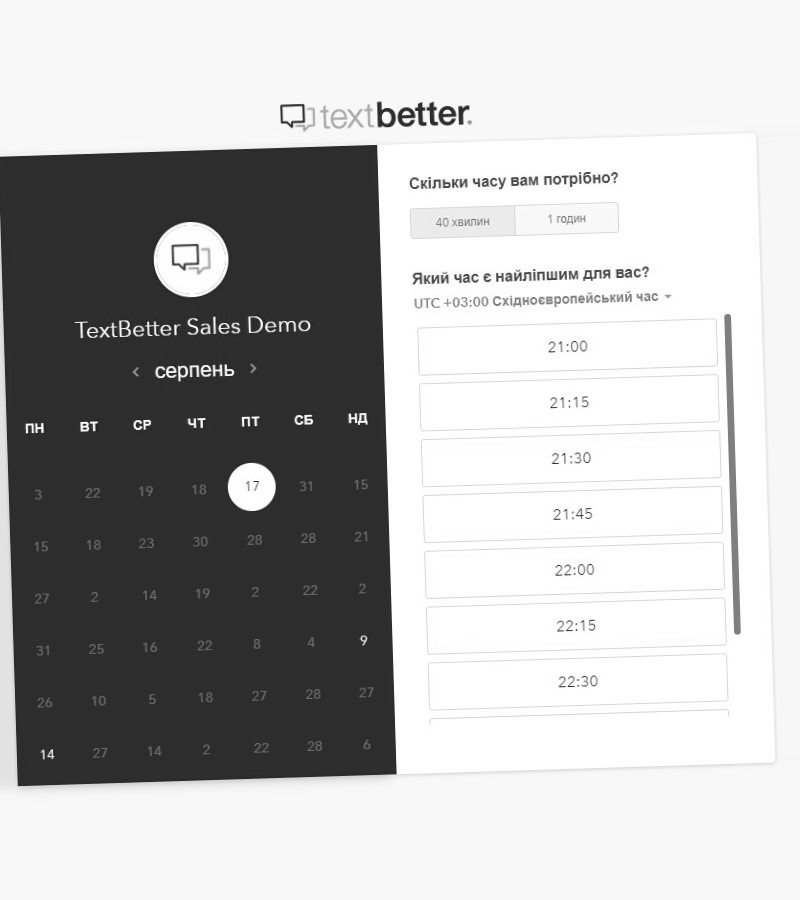 textbetter.
TextBetter Sales Demo
серпень
ПН ВТ СР ЧТ ПТ СБ НД
3 22 19 18 17 31 15
15 18 23 30 28 28 21
27 2 14 19 2 22 2
31 25 16 22 8 4 9
26 10 5 18 27 28 27
14 27 14 2 22 28 6
Скільки часу вам потрібно?
40 хвилин 1 годин
Який час є найліпшим для вас?
UTC +03:00 Східноєвропейський час
21:00
21:15
21:30
21:45
22:00
22:15
22:30